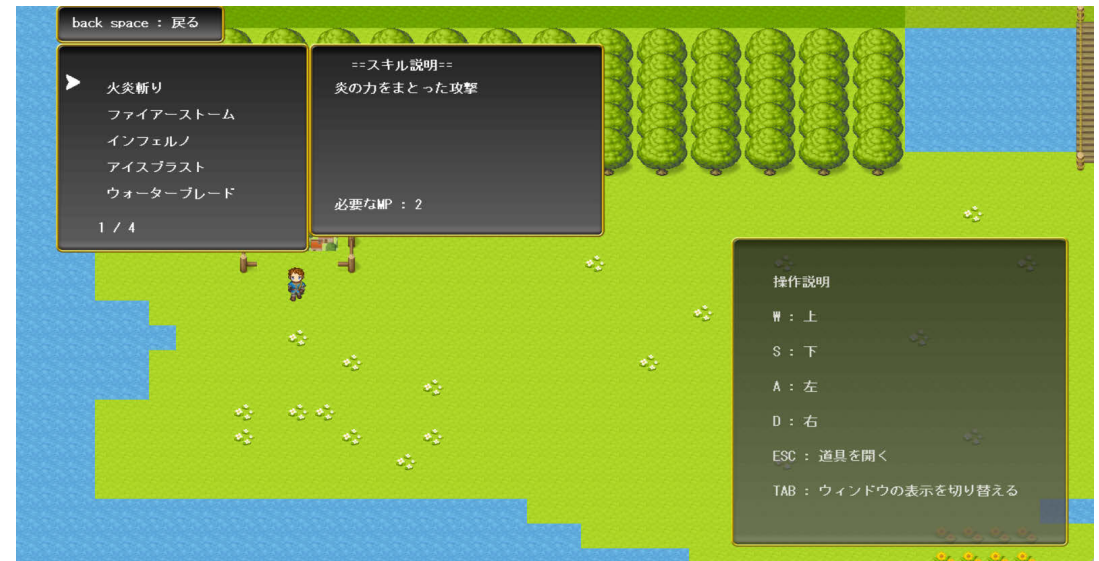 back space : 戻る
火炎斬り
ファイアーストーム
インフェルノ
アイスブラスト
ウォーターブレード
1 / 4
==スキル説明==
炎の力をまとった攻撃
必要なMP : 2
操作説明
W : 上
S : 下
A : 左
D : 右
ESC : 道具を開く
TAB : ウィンドウの表示を切り替える